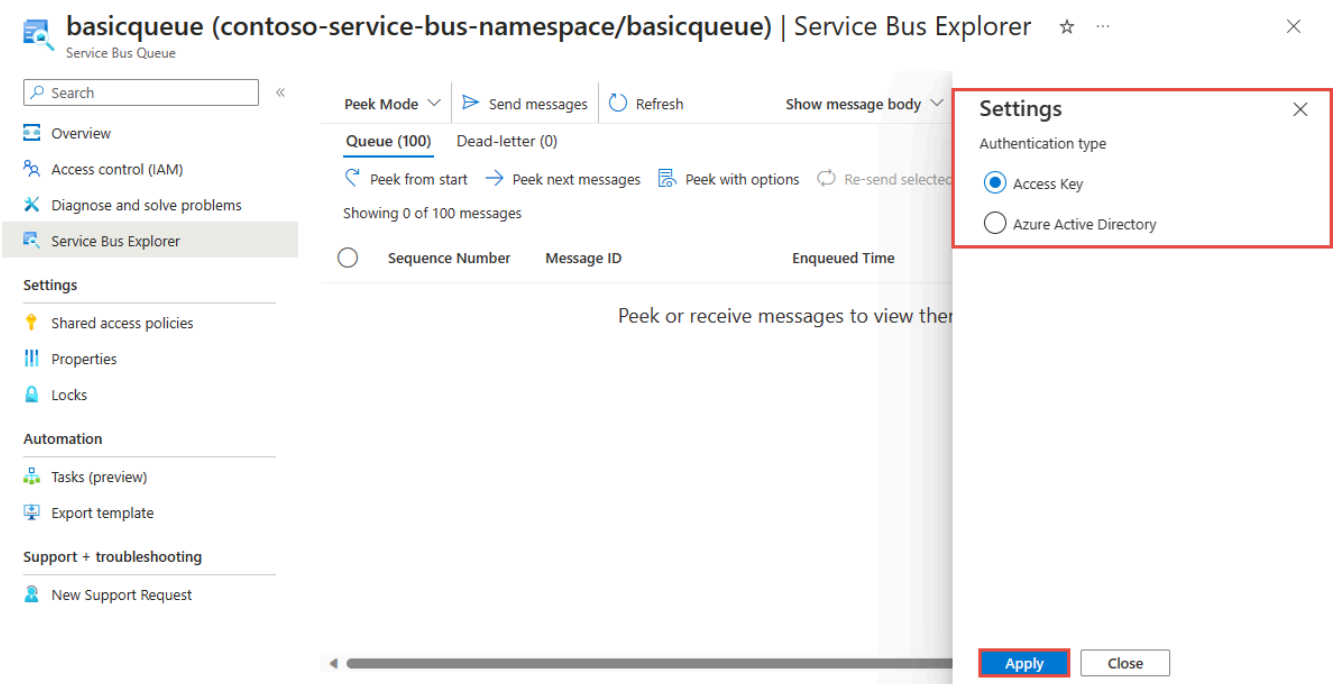 basicqueue (contoso-service-bus-namespace/basicqueue) | Service Bus Explorer
Service Bus Queue
Search
Overview
Access control (IAM)
Diagnose and solve problems
Service Bus Explorer
Settings
Shared access policies
Properties
Locks
Automation
Tasks (preview)
Export template
Support + troubleshooting
New Support Request
Peek Mode Send messages Refresh Show message body
Queue (100) Dead-letter (0)
Peek from start Peek next messages Peek with options Re-send selected
Showing 0 of 100 messages
Sequence Number Message ID Enqueued Time
Peek or receive messages to view
Settings
Authentication type
Access Key
Azure Active Directory
Apply Close